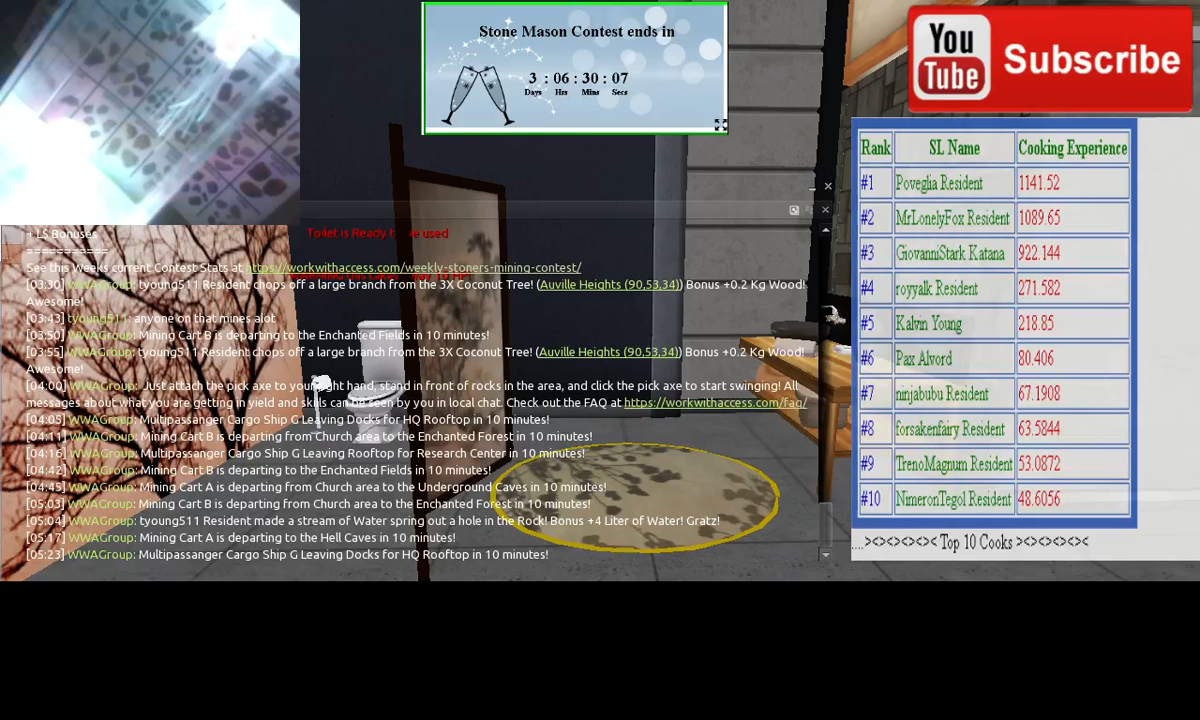 Stone Mason Contest ends in
3 : 06 : 30 : 07
Days Hrs Mins Secs
You Tube Subscribe
+ L$ Bonuses
===========
Toilet is Ready used
See this Weeks current Contest Stats at https://workwithaccess.com/weekly-stoners-mining-contest/
[03:30] WWAGroup: tyoung511 Resident chops off a large branch from the 3X Coconut Tree! (Auville Heights (90,53,34)) Bonus +0.2 Kg Wood!
Awesome!
[03:43] tyoung511: anyone on that mines alot
[03:50] WWAGroup: Mining Cart B is departing to the Enchanted Fields in 10 minutes!
[03:55] WWAGroup: tyoung511 Resident chops off a large branch from the 3X Coconut Tree! (Auville Heights (90,53,34)) Bonus +0.2 Kg Wood!
Awesome!
[04:00] WWAGroup: Just attach the pick axe to your right hand, stand in front of rocks in the area, and click the pick axe to start swinging! All
messages about what you are getting in yield and skills can be seen by you in local chat. Check out the FAQ at https://workwithaccess.com/faq/
[04:05] WWAGroup: Multipassanger Cargo Ship G Leaving Docks for HQ Rooftop in 10 minutes!
[04:11] WWAGroup: Mining Cart B is departing from Church area to the Enchanted Forest in 10 minutes!
[04:16] WWAGroup: Multipassanger Cargo Ship G Leaving Rooftop for Research Center in 10 minutes!
[04:42] WWAGroup: Mining Cart B is departing to the Enchanted Fields in 10 minutes!
[04:45] WWAGroup: Mining Cart A is departing from Church area to the Underground Caves in 10 minutes!
[05:03] WWAGroup: Mining Cart B is departing from Church area to the Enchanted Forest in 10 minutes!
[05:04] WWAGroup: tyoung511 Resident made a stream of Water spring out a hole in the Rock! Bonus +4 Liter of Water! Gratz!
[05:17] WWAGroup: Mining Cart A is departing to the Hell Caves in 10 minutes!
[05:23] WWAGroup: Multipassanger Cargo Ship G Leaving Docks for HQ Rooftop in 10 minutes!
Rank SL Name Cooking Experience
#1 Poveglia Resident 1141.52
#2 MrLonelyFox Resident 1089.65
#3 GiovanniStark Katana 922.144
#4 royyalk Resident 271.582
#5 Kalvin Young 218.85
#6 Pax Alvord 80.406
#7 ninjabubu Resident 67.1908
#8 forsakenfairy Resident 63.5844
#9 TrenoMagnum Resident 53.0872
#10 NimeronTegol Resident 48.6056
....><><><><>< Top 10 Cooks ><><><><><